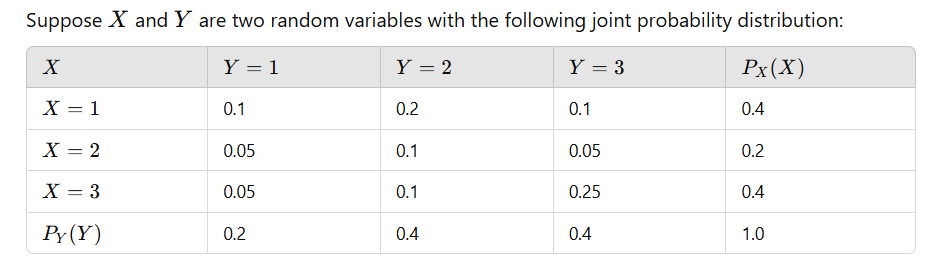 Suppose X and Y are two random variables with the following joint probability distribution:
X Y = 1 Y = 2 Y = 3 P_X(X)
X = 1 0.1 0.2 0.1 0.4
X = 2 0.05 0.1 0.05 0.2
X = 3 0.05 0.1 0.25 0.4
P_Y(Y) 0.2 0.4 0.4 1.0